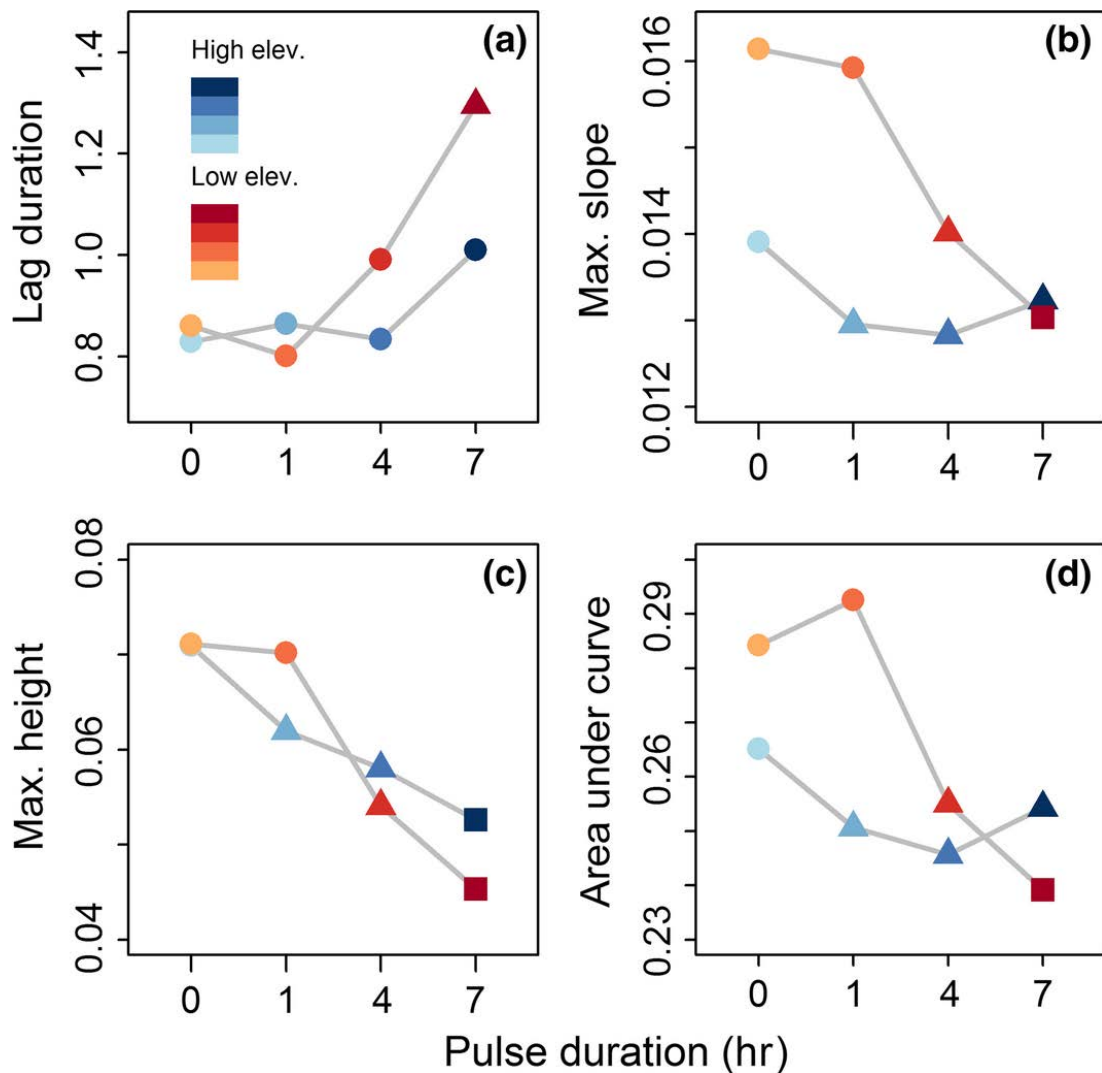 (a)
High elev.
Low elev.
Lag duration
1.4
1.2
1.0
0.8
0 1 4 7
(b)
Max. slope
0.016
0.014
0.012
0 1 4 7
(c)
Max. height
0.08
0.06
0.04
0 1 4 7
(d)
Area under curve
0.29
0.26
0.23
0 1 4 7
Pulse duration (hr)